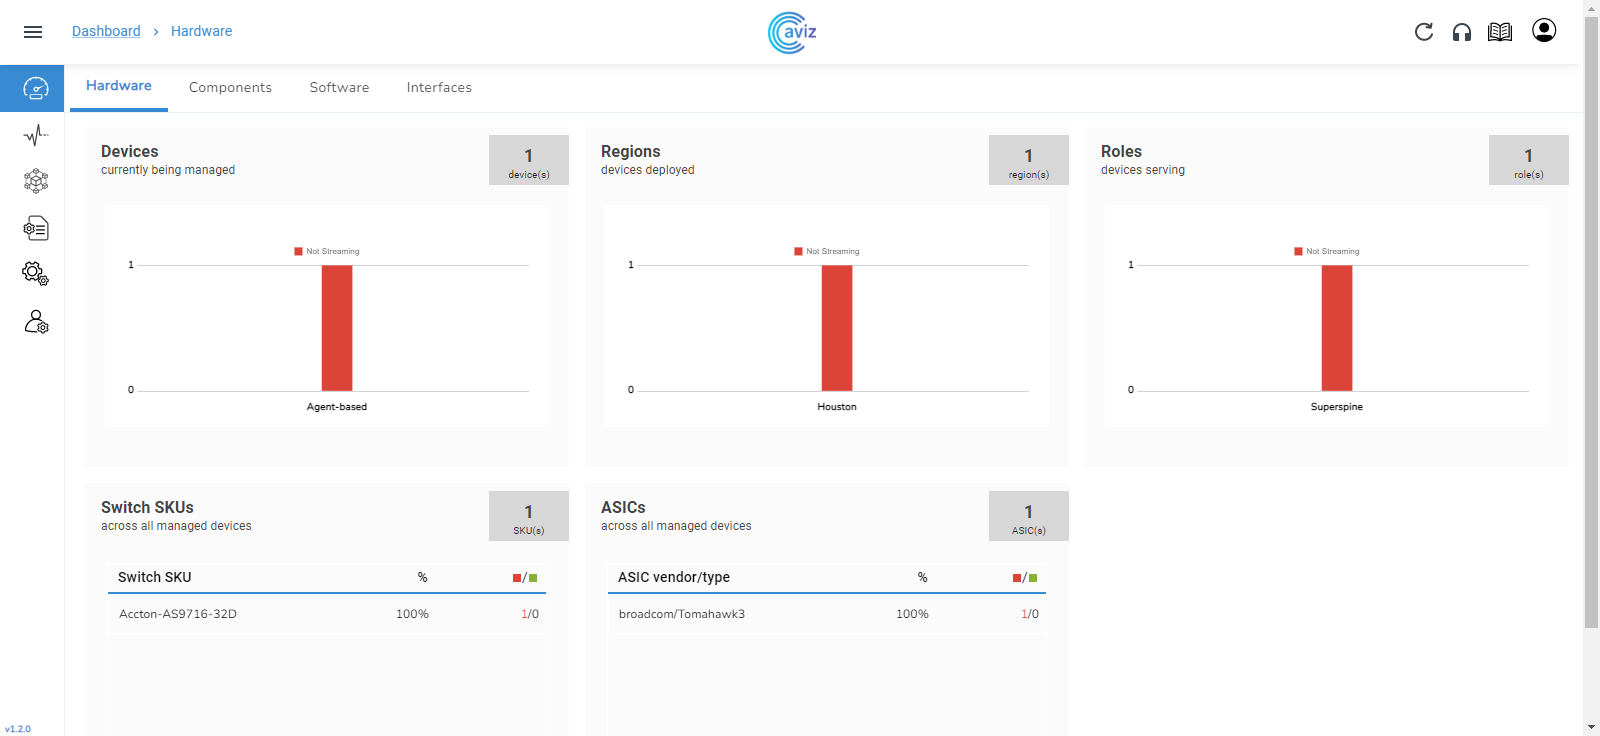 Dashboard > Hardware
aviz
Hardware Components Software Interfaces
Devices
currently being managed
1
device(s)
Not Streaming
1
0
Agent-based
Regions
devices deployed
1
region(s)
Not Streaming
1
0
Houston
Roles
devices serving
1
role(s)
Not Streaming
1
0
Superspine
Switch SKUs
across all managed devices
1
SKU(s)
Switch SKU % /
Accton-AS9716-32D 100% 1/0
ASICs
across all managed devices
1
ASIC(s)
ASIC vendor/type % /
broadcom/Tomahawk3 100% 1/0
v1.2.0